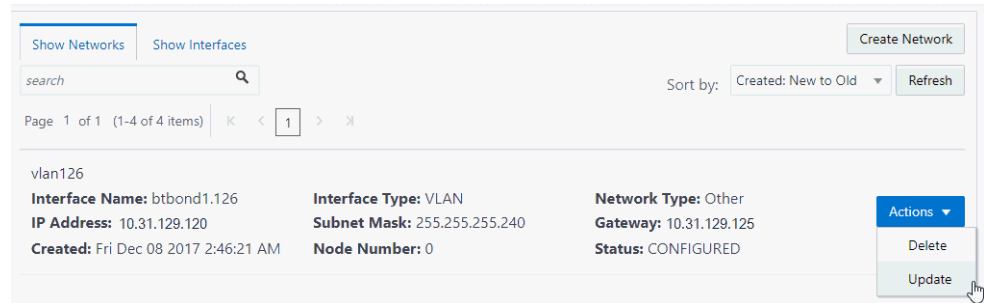 Show Networks Show Interfaces Create Network
search Sort by: Created: New to Old Refresh
Page 1 of 1 (1-4 of 4 items) 1
vlan126
Interface Name: btbond1.126 Interface Type: VLAN Network Type: Other
IP Address: 10.31.129.120 Subnet Mask: 255.255.255.240 Gateway: 10.31.129.125 Actions
Created: Fri Dec 08 2017 2:46:21 AM Node Number: 0 Status: CONFIGURED Delete
Update